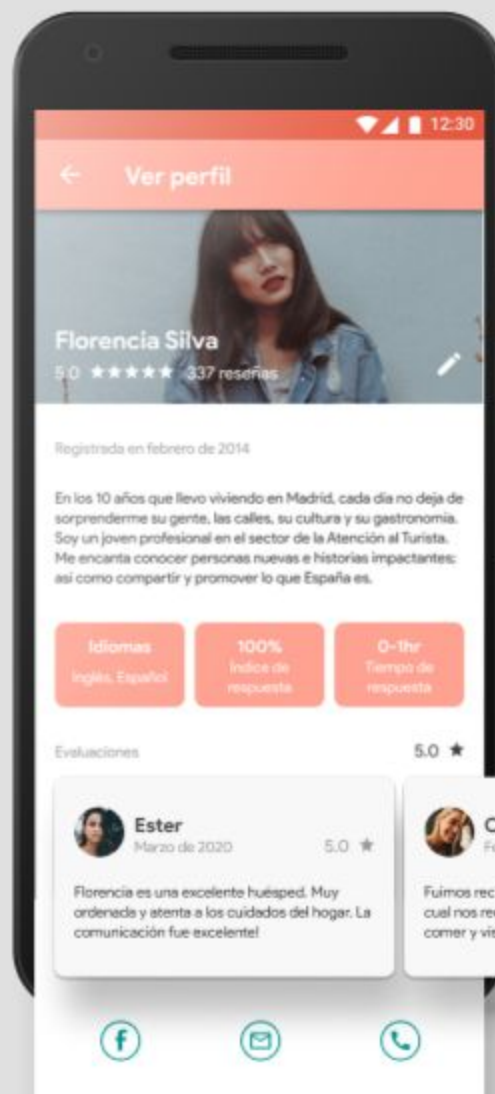 12:30
Ver perfil
Florencia Silva
5.0 ★★★★★ 337 reseñas
Registrada en febrero de 2014
En los 10 años que llevo viviendo en Madrid, cada día no deja de
sorprenderme su gente, las calles, su cultura y su gastronomía.
Soy un joven profesional en el sector de la Atención al Turista.
Me encanta conocer personas nuevas e historias impactantes;
así como compartir y promover lo que España es.
Idiomas
Inglés, Español
100%
Índice de
respuesta
0-1hr
Tiempo de
respuesta
Evaluaciones 5.0 ★
Ester
Marzo de 2020 5.0 ★
Florencia es una excelente huésped. Muy
ordenada y atenta a los cuidados del hogar. La
comunicación fue excelente!
Fuimos rec
comer y vis